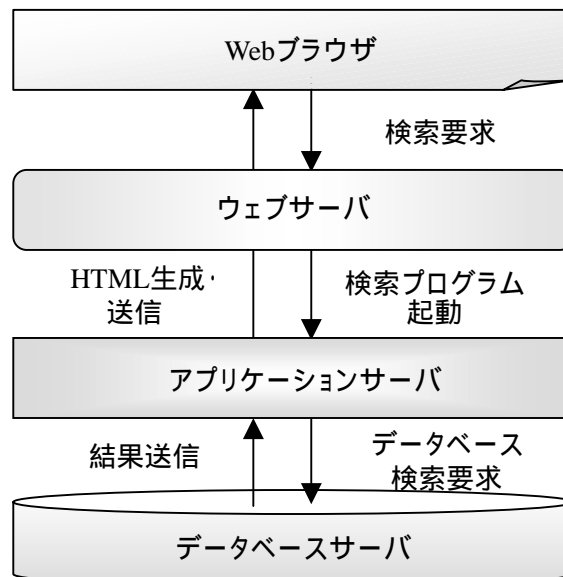 Webブラウザ
検索要求
ウェブサーバ
HTML生成・
送信
検索プログラム
起動
アプリケーションサーバ
結果送信
データベース
検索要求
データベースサーバ